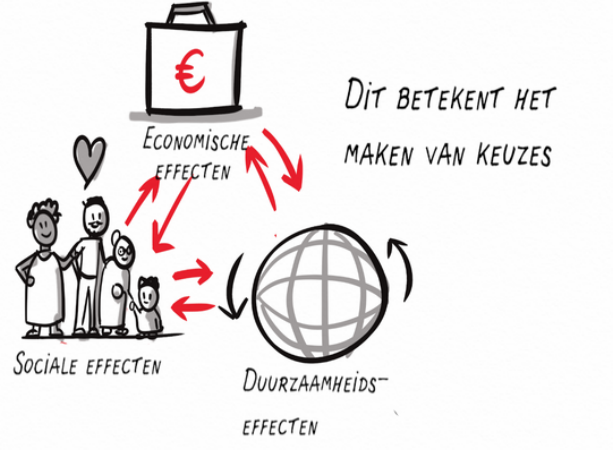 €
ECONOMISCHE
EFFECTEN
DIT BETEKENT HET
MAKEN VAN KEUZES
SOCIALE EFFECTEN
DUURZAAMHEIDS-
EFFECTEN